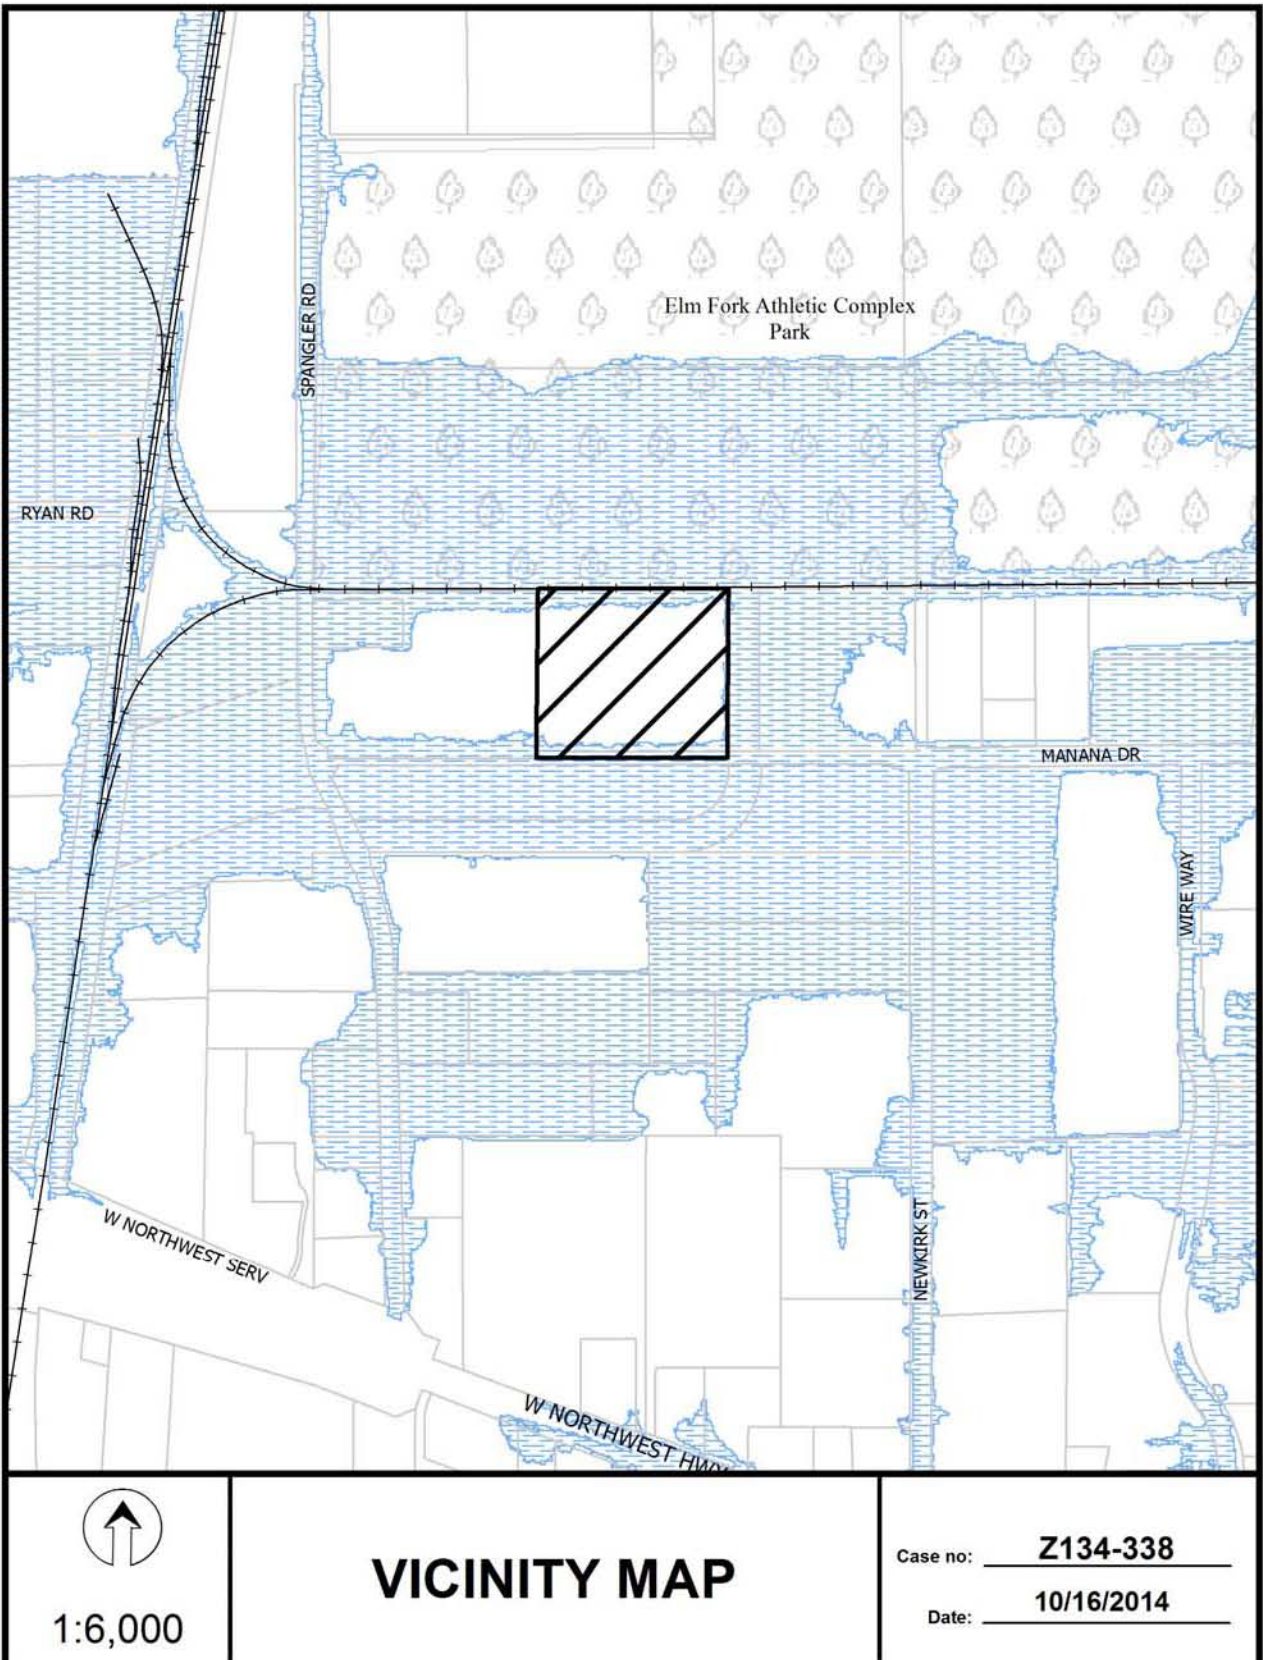 SPANGLER RD
Elm Fork Athletic Complex
Park
RYAN RD
MANANA DR
WIRE WAY
NEWKIRK ST
W NORTHWEST SERV
W NORTHWEST HWY
1:6,000
VICINITY MAP
Case no: Z134-338
Date: 10/16/2014